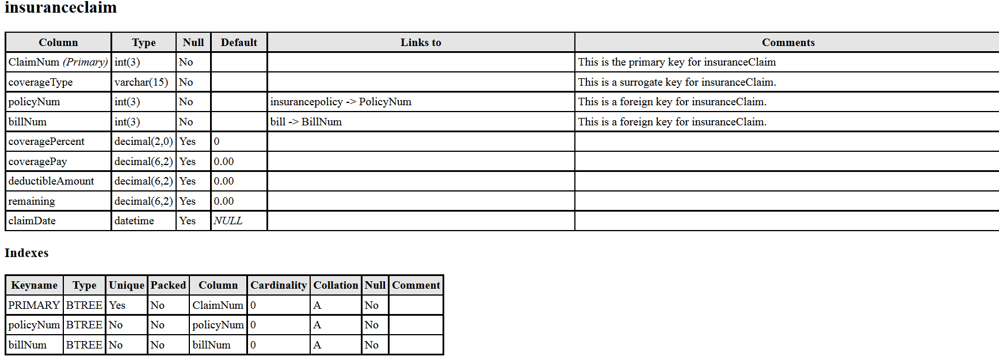 insuranceclaim
Column Type Null Default Links to Comments
ClaimNum (Primary) int(3) No This is the primary key for insuranceClaim
coverageType varchar(15) No This is a surrogate key for insuranceClaim.
policyNum int(3) No insurancepolicy -> PolicyNum This is a foreign key for insuranceClaim.
billNum int(3) No bill -> BillNum This is a foreign key for insuranceClaim.
coveragePercent decimal(2,0) Yes 0
coveragePay decimal(6,2) Yes 0.00
deductibleAmount decimal(6,2) Yes 0.00
remaining decimal(6,2) Yes 0.00
claimDate datetime Yes NULL
Indexes
Keyname Type Unique Packed Column Cardinality Collation Null Comment
PRIMARY BTREE Yes No ClaimNum 0 A No
policyNum BTREE No No policyNum 0 A No
billNum BTREE No No billNum 0 A No